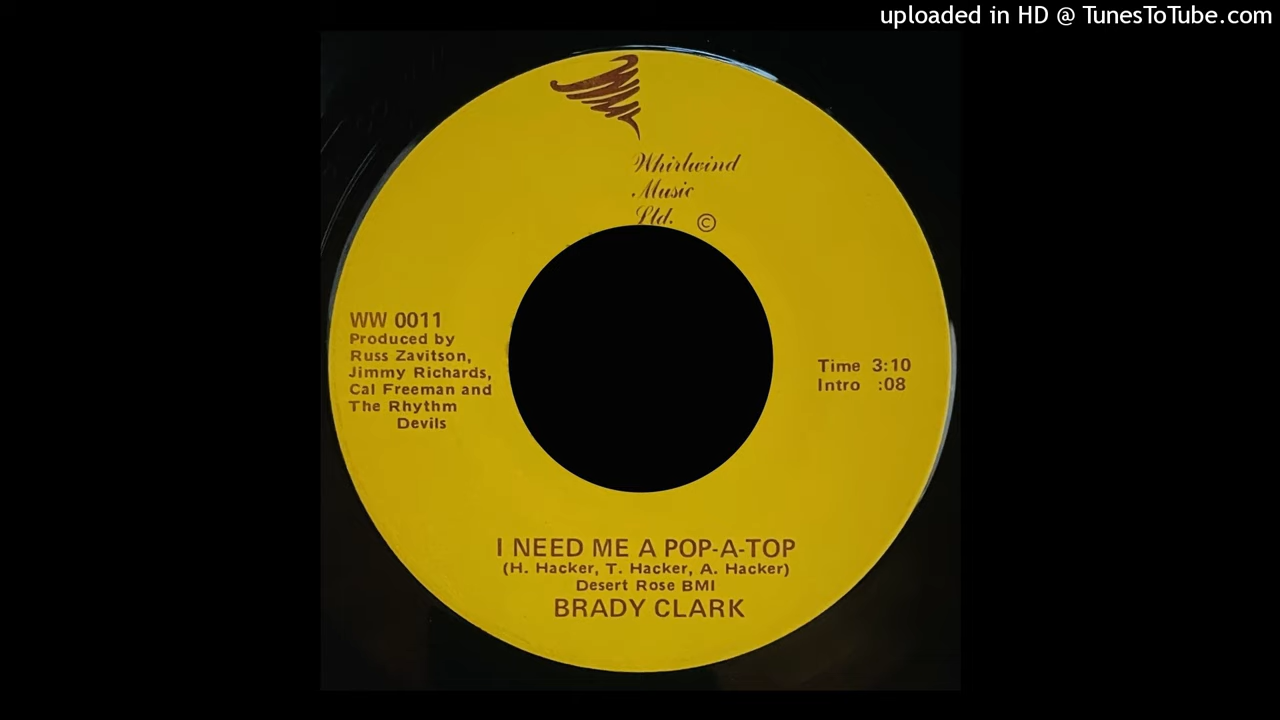 uploaded in HD @ TunesToTube.com
Whirlwind
Music
Ltd. ©
WW 0011
Produced by
Russ Zavitson,
Jimmy Richards,
Cal Freeman and
The Rhythm
Devils
Time 3:10
Intro :08
I NEED ME A POP-A-TOP
(H. Hacker, T. Hacker, A. Hacker)
Desert Rose BMI
BRADY CLARK